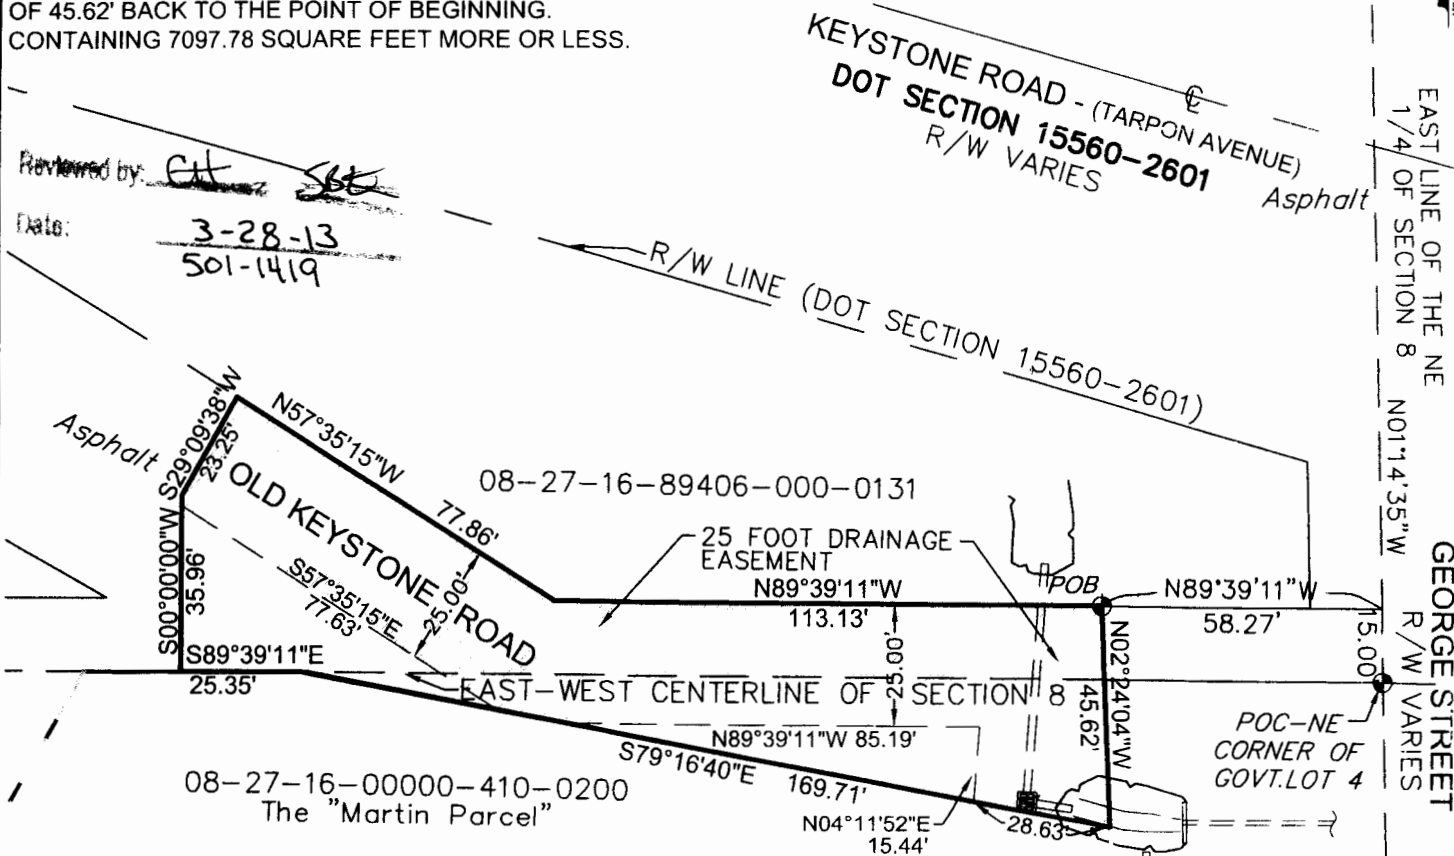 OF 45.62' BACK TO THE POINT OF BEGINNING.
CONTAINING 7097.78 SQUARE FEET MORE OR LESS.
KEYSTONE ROAD - (TARPON AVENUE)
DOT SECTION 15560-2601
R/W VARIES
Asphalt
EAST LINE OF THE NE
1/4 OF SECTION 8
N01°14'35"W
Reviewed by:
Date:
3-28-13
501-1419
R/W LINE (DOT SECTION 15560-2601)
Asphalt
S29°09'38"W
23.25'
N57°35'15"W
77.86'
OLD KEYSTONE ROAD
08-27-16-89406-000-0131
25 FOOT DRAINAGE
EASEMENT
S00°00'00"W
35.96'
S57°35'15"E
77.63'
25.00'
N89°39'11"W
113.13'
POB
N89°39'11"W
58.27'
15.00'
GEORGE STREET
R/W VARIES
S89°39'11"E
25.35'
EAST-WEST CENTERLINE OF SECTION 8
25.00'
N02°24'04"W
45.62'
N89°39'11"W 85.19'
S79°16'40"E
169.71'
POC-NE
CORNER OF
GOVT.LOT 4
08-27-16-00000-410-0200
The "Martin Parcel"
N04°11'52"E
15.44'
28.63'